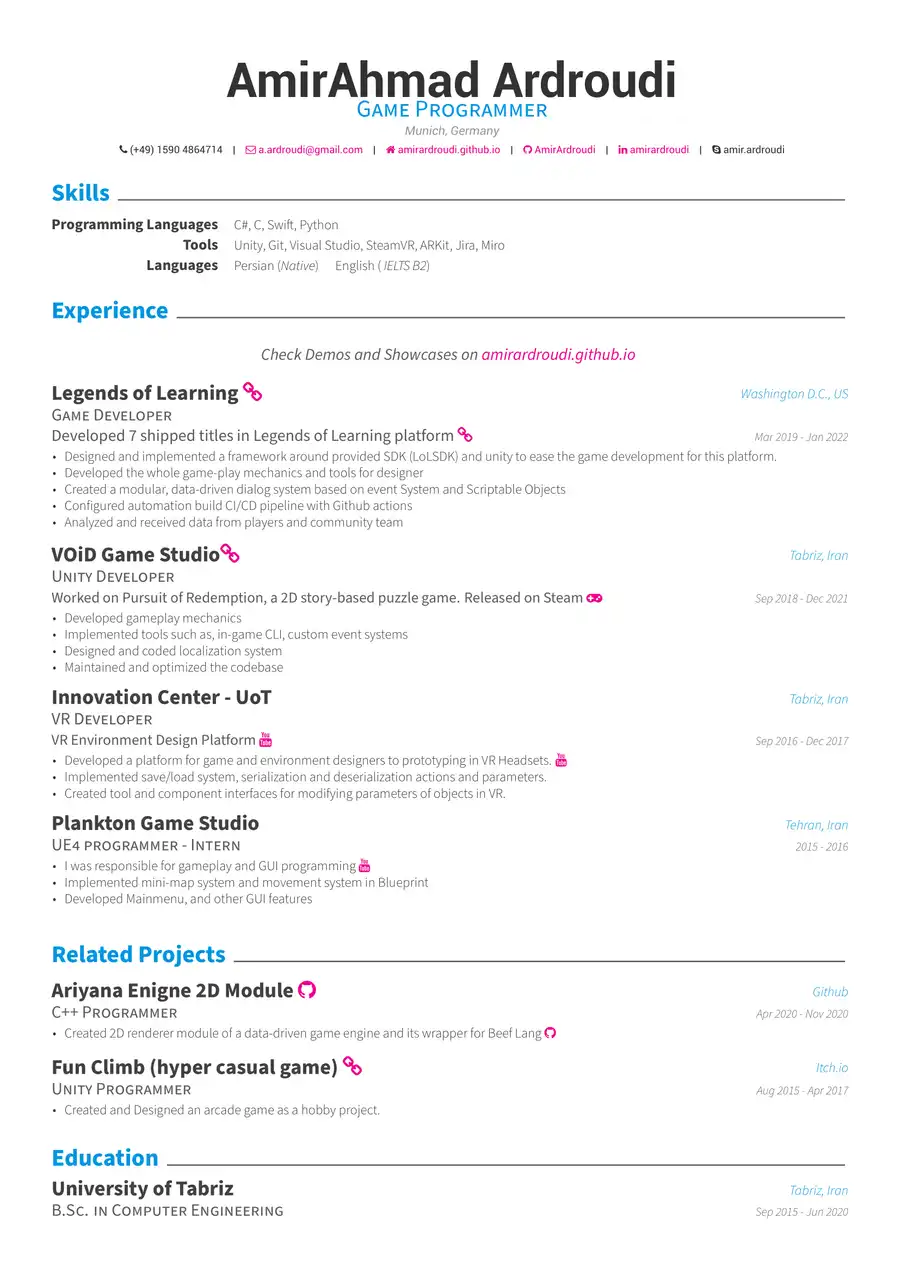 AmirAhmad Ardroudi
Game Programmer
Munich, Germany
(+49) 1590 4864714 | a.ardroudi@gmail.com | amirardroudi.github.io | AmirArdroudi | amirardroudi | amir.ardroudi
Skills
Programming Languages C#, C, Swift, Python
Tools Unity, Git, Visual Studio, SteamVR, ARKit, Jira, Miro
Languages Persian (Native) English ( IELTS B2)
Experience
Check Demos and Showcases on amirardroudi.github.io
Legends of Learning Washington D.C., US
Game Developer
Developed 7 shipped titles in Legends of Learning platform Mar 2019 - Jan 2022
• Designed and implemented a framework around provided SDK (LoLSDK) and unity to ease the game development for this platform.
• Developed the whole game-play mechanics and tools for designer
• Created a modular, data-driven dialog system based on event System and Scriptable Objects
• Configured automation build CI/CD pipeline with Github actions
• Analyzed and received data from players and community team
VOiD Game Studio Tabriz, Iran
Unity Developer
Worked on Pursuit of Redemption, a 2D story-based puzzle game. Released on Steam Sep 2018 - Dec 2021
• Developed gameplay mechanics
• Implemented tools such as, in-game CLI, custom event systems
• Designed and coded localization system
• Maintained and optimized the codebase
Innovation Center - UoT Tabriz, Iran
VR Developer
VR Environment Design Platform You Tube Sep 2016 - Dec 2017
• Developed a platform for game and environment designers to prototyping in VR Headsets. You Tube
• Implemented save/load system, serialization and deserialization actions and parameters.
• Created tool and component interfaces for modifying parameters of objects in VR.
Plankton Game Studio Tehran, Iran
UE4 programmer - Intern 2015 - 2016
• I was responsible for gameplay and GUI programming You Tube
• Implemented mini-map system and movement system in Blueprint
• Developed Mainmenu, and other GUI features
Related Projects
Ariyana Enigne 2D Module Github
C++ Programmer Apr 2020 - Nov 2020
• Created 2D renderer module of a data-driven game engine and its wrapper for Beef Lang
Fun Climb (hyper casual game) Itch.io
Unity Programmer Aug 2015 - Apr 2017
• Created and Designed an arcade game as a hobby project.
Education
University of Tabriz Tabriz, Iran
B.Sc. in Computer Engineering Sep 2015 - Jun 2020